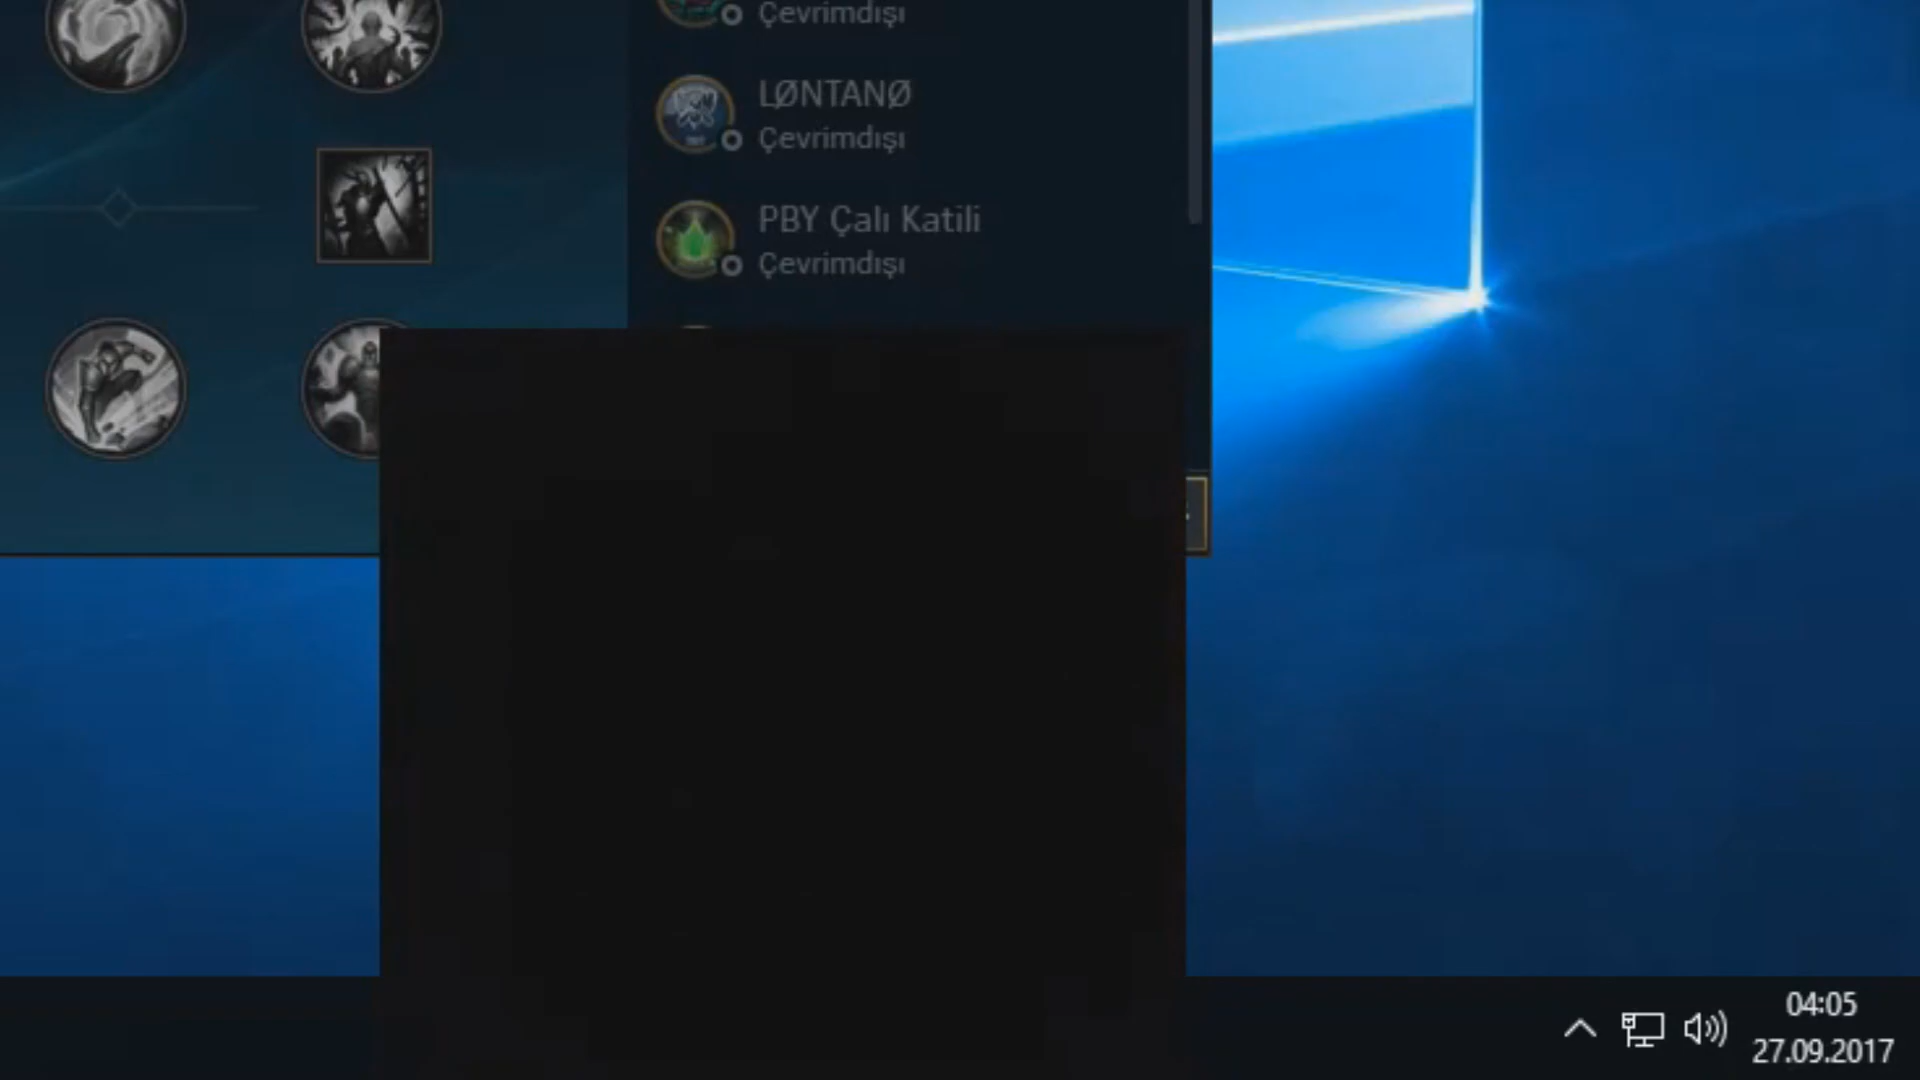 Çevrimdışı
LØNTANØ
Çevrimdışı
PBY Çalı Katili
Çevrimdışı
04:05
27.09.2017